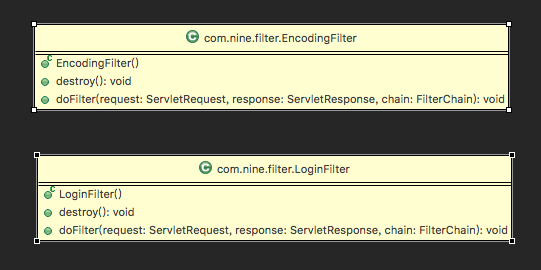 com.nine.filter.EncodingFilter
EncodingFilter()
destroy(): void
doFilter(request: ServletRequest, response: ServletResponse, chain: FilterChain): void
com.nine.filter.LoginFilter
LoginFilter()
destroy(): void
doFilter(request: ServletRequest, response: ServletResponse, chain: FilterChain): void